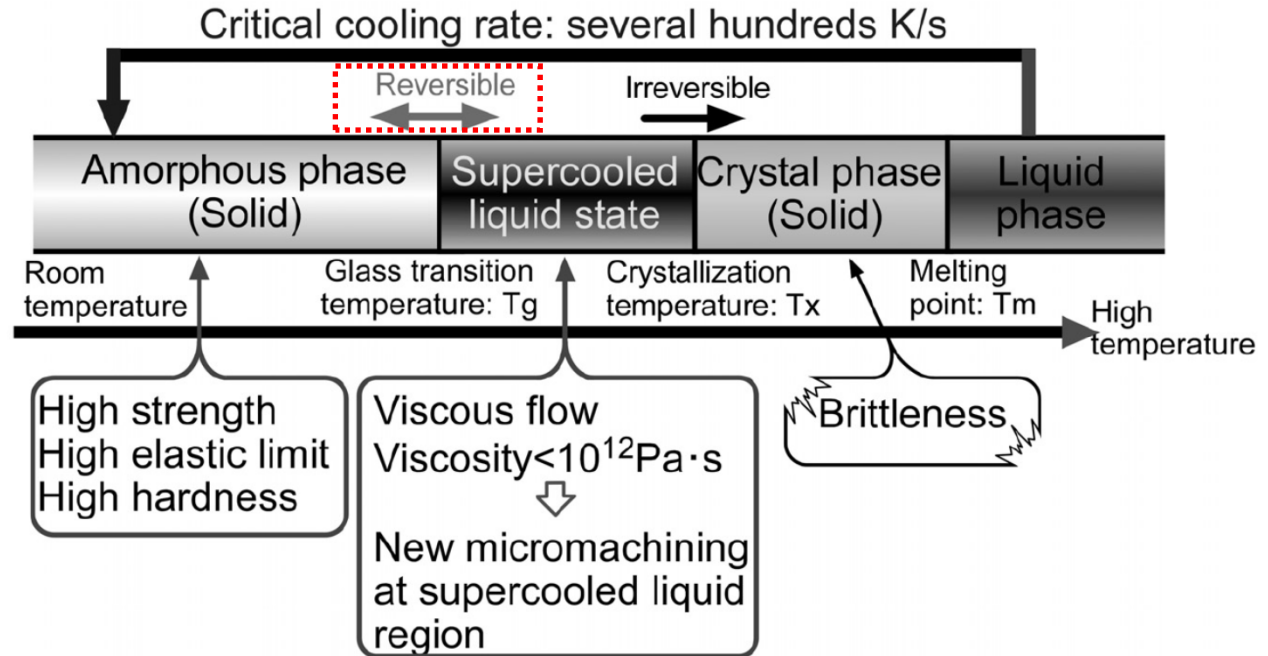 Critical cooling rate: several hundreds K/s
Reversible
Irreversible
Amorphous phase
(Solid)
Supercooled
liquid state
Crystal phase
(Solid)
Liquid
phase
Room
temperature
Glass transition
temperature: Tg
Crystallization
temperature: Tx
Melting
point: Tm
High
temperature
High strength
High elastic limit
High hardness
Viscous flow
Viscosity<10¹²Pa·s
New micromachining
at supercooled liquid
region
Brittleness